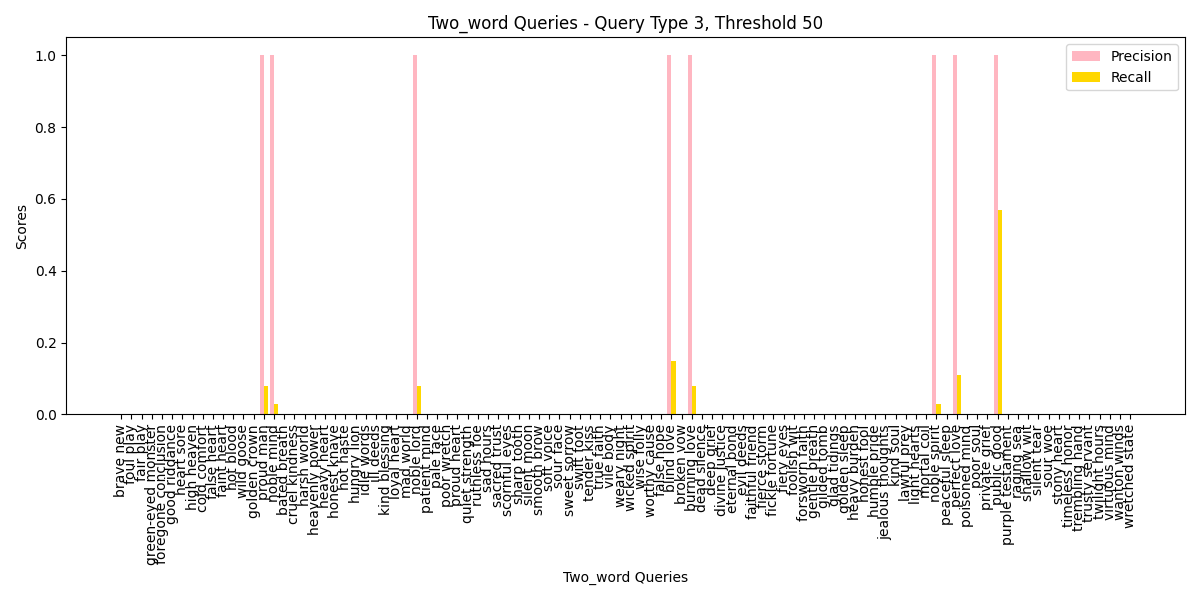 Two_word Queries - Query Type 3, Threshold 50
Precision
Recall
Scores
1.0
0.8
0.6
0.4
0.2
0.0
brave new
foul play
fair play
green-eyed monster
foregone conclusion
good riddance
heart sore
high heaven
cold comfort
false heart
faint heart
hot blood
wild goose
golden crown
proud man
noble mind
bated breath
cruel kindness
harsh world
heavenly power
heavy heart
honest knave
hot haste
hungry lion
idle words
ill deeds
kind blessing
loyal heart
mad world
noble lord
patient mind
pale face
poor wretch
proud heart
quiet strength
ruthless foe
sad hours
sacred trust
scornful eyes
sharp tooth
silent moon
smooth brow
soft voice
sour face
sweet sorrow
swift foot
tender kiss
true faith
vile body
weary night
wicked spirit
wise folly
worthy cause
pale hope
blind love
broken vow
burning love
dead silence
deep grief
divine justice
eternal bond
evil deeds
faithful friend
fierce storm
fickle fortune
fiery eyes
foolish wit
forsworn faith
gentle breath
gilded tomb
glad tidings
golden sleep
heavy burden
honest fool
humble pride
jealous thoughts
kind soul
lawful prey
light hearts
mortal coil
noble spirit
peaceful sleep
perfect love
poisoned mind
poor soul
private grief
public good
purple testament
raging sea
shallow wit
silent tear
sour woe
stony heart
timeless honor
trembling hand
trusty servant
twilight hours
virtuous mind
wanton wind
wretched state
Two_word Queries